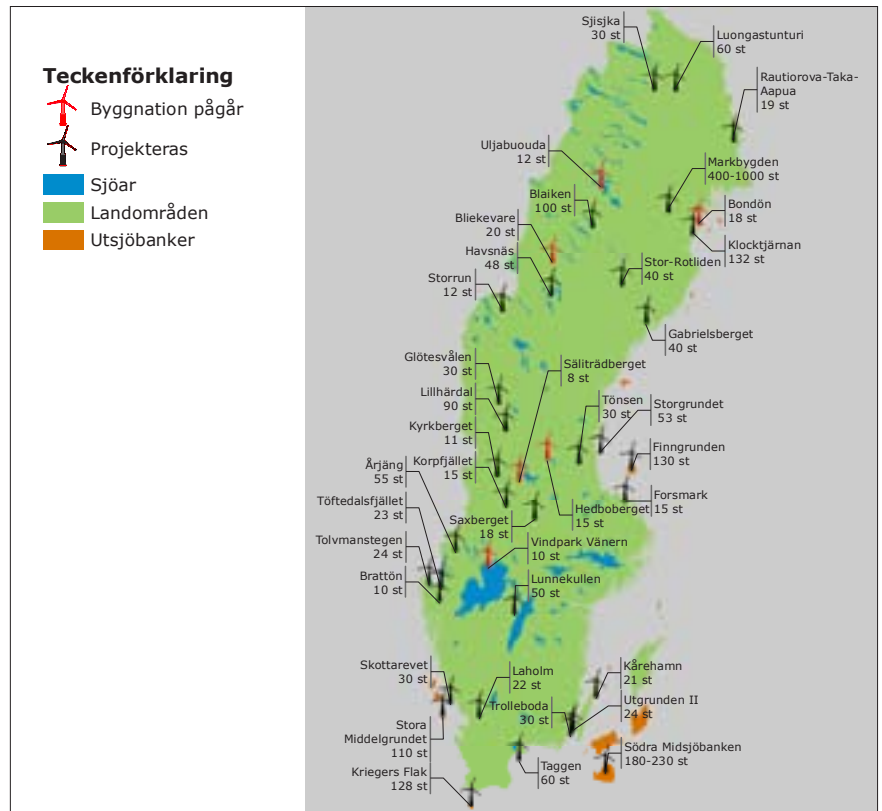 Teckenförklaring
Byggnation pågår
Projekteras
Sjöar
Landområden
Utsjöbanker
Sjisjka
30 st
Luongastunturi
60 st
Rautiorova-Taka-
Aapua
19 st
Uljabuouda
12 st
Markbygden
400-1000 st
Blaiken
100 st
Bondön
18 st
Bliekevare
20 st
Klocktjärnan
132 st
Havsnäs
48 st
Stor-Rotliden
40 st
Storrun
12 st
Gabrielsberget
40 st
Glötesvålen
30 st
Säliträdberget
8 st
Lillhärdal
90 st
Tönsen
30 st
Storgrundet
53 st
Kyrkberget
11 st
Finngrunden
130 st
Korpfjället
15 st
Årjäng
55 st
Forsmark
15 st
Töftedalsfjället
23 st
Hedboberget
15 st
Saxberget
18 st
Tolvmanstegen
24 st
Vindpark Vänern
10 st
Brattön
10 st
Lunnekullen
50 st
Skottarevet
30 st
Laholm
22 st
Kårehamn
21 st
Utgrunden II
24 st
Trolleboda
30 st
Stora
Middelgrundet
110 st
Södra Midsjöbanken
180-230 st
Taggen
60 st
Kriegers Flak
128 st